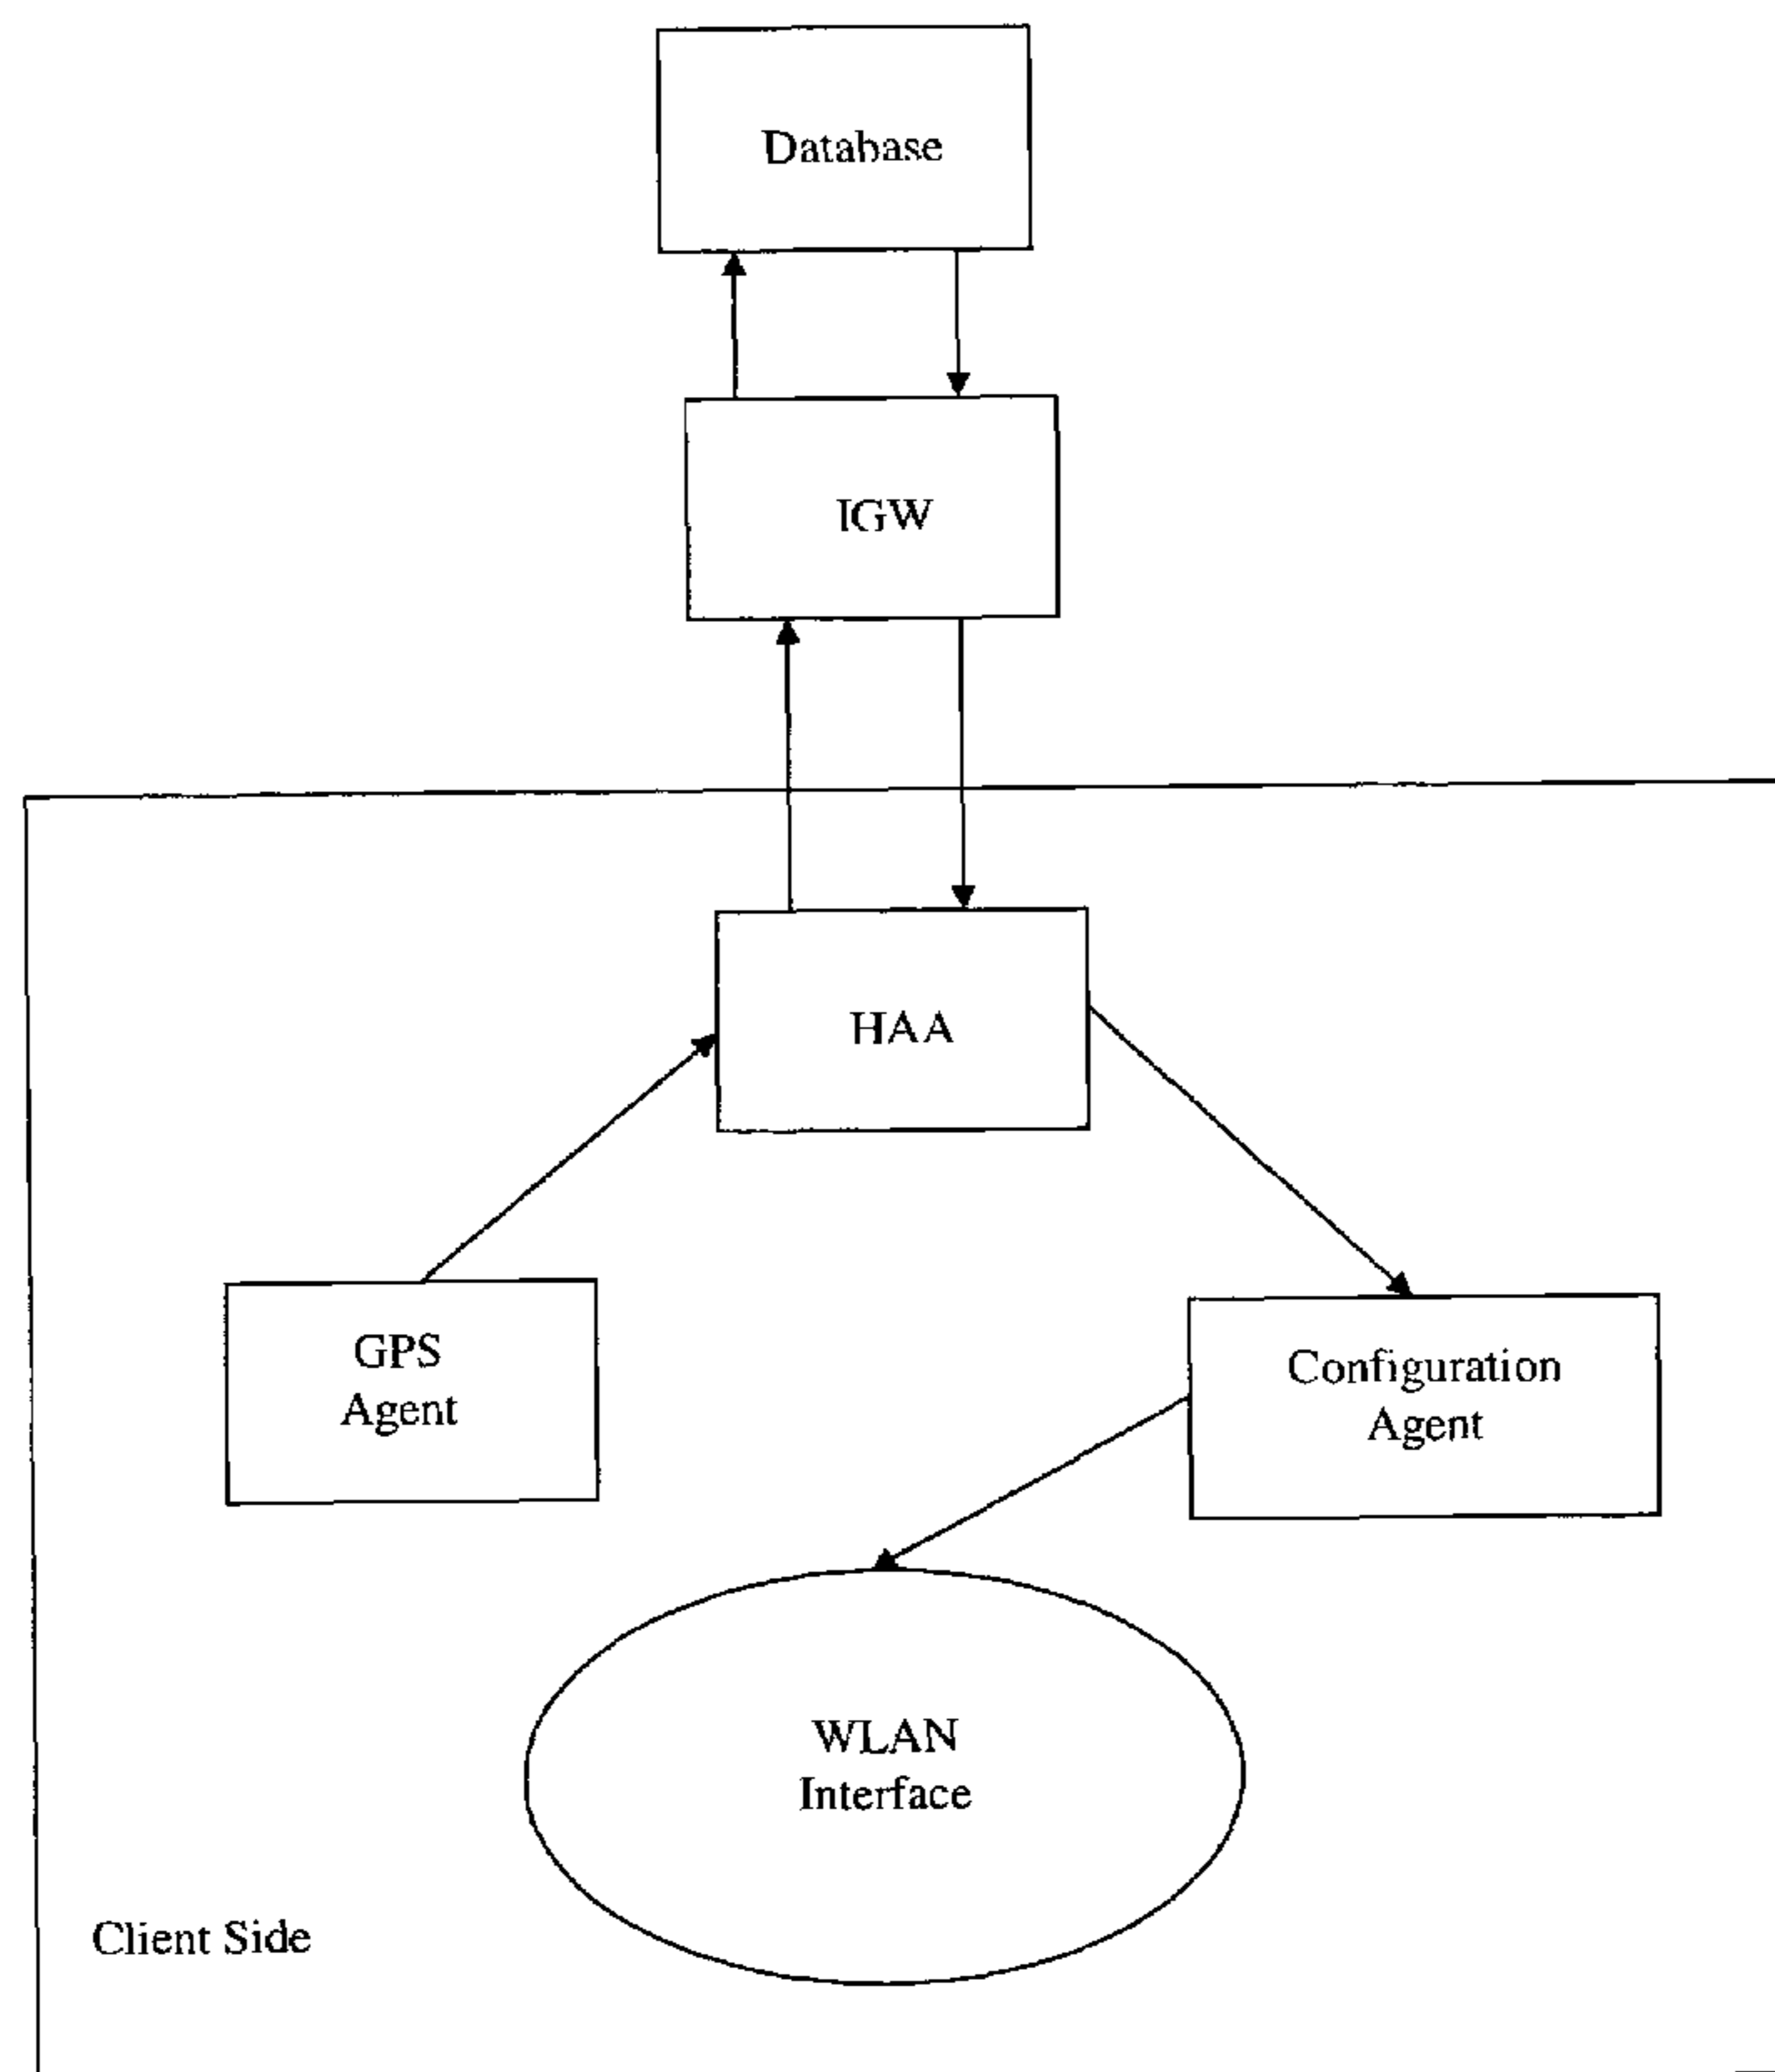 Database
IGW
HAA
GPS
Agent
Configuration
Agent
WLAN
Interface
Client Side